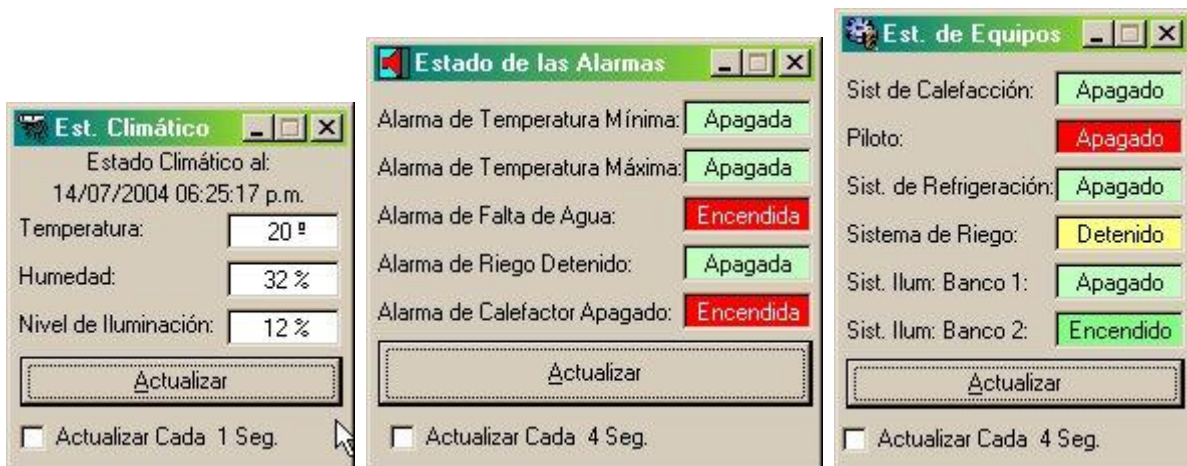 Est. Climático
Estado Climático al:
14/07/2004 06:25:17 p.m.
Temperatura: 20 º
Humedad: 32 %
Nivel de Iluminación: 12 %
Actualizar
Actualizar Cada 1 Seg.
Estado de las Alarmas
Alarma de Temperatura Mínima: Apagada
Alarma de Temperatura Máxima: Apagada
Alarma de Falta de Agua: Encendida
Alarma de Riego Detenido: Apagada
Alarma de Calefactor Apagado: Encendida
Actualizar
Actualizar Cada 4 Seg.
Est. de Equipos
Sist de Calefacción: Apagado
Piloto: Apagado
Sist. de Refrigeración: Apagado
Sistema de Riego: Detenido
Sist. Ilum: Banco 1: Apagado
Sist. Ilum: Banco 2: Encendido
Actualizar
Actualizar Cada 4 Seg.